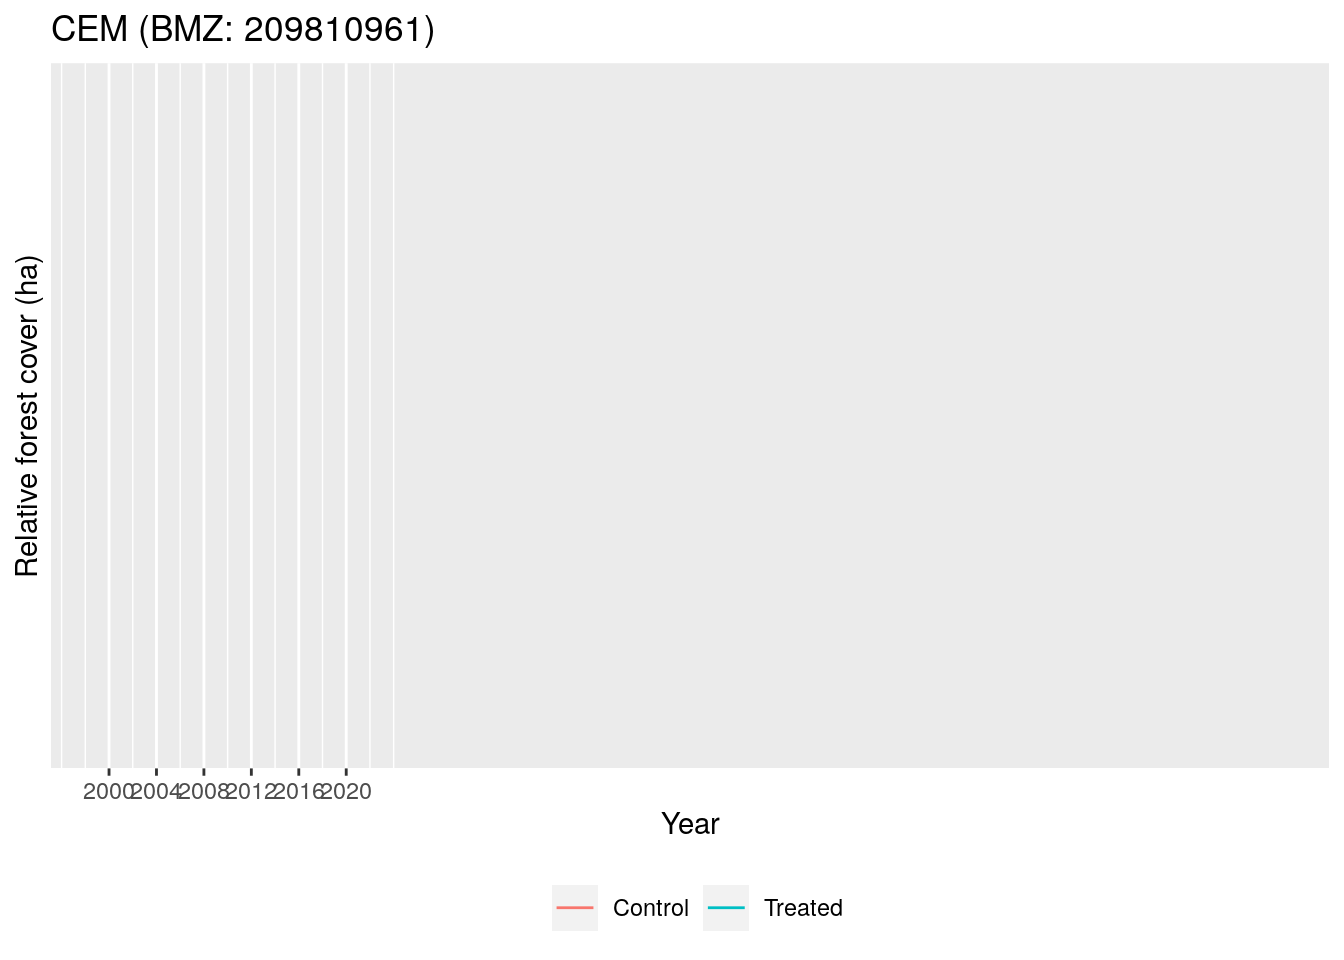 CEM (BMZ: 209810961)
Relative forest cover (ha)
2000 2004 2008 2012 2016 2020
Year
Control Treated